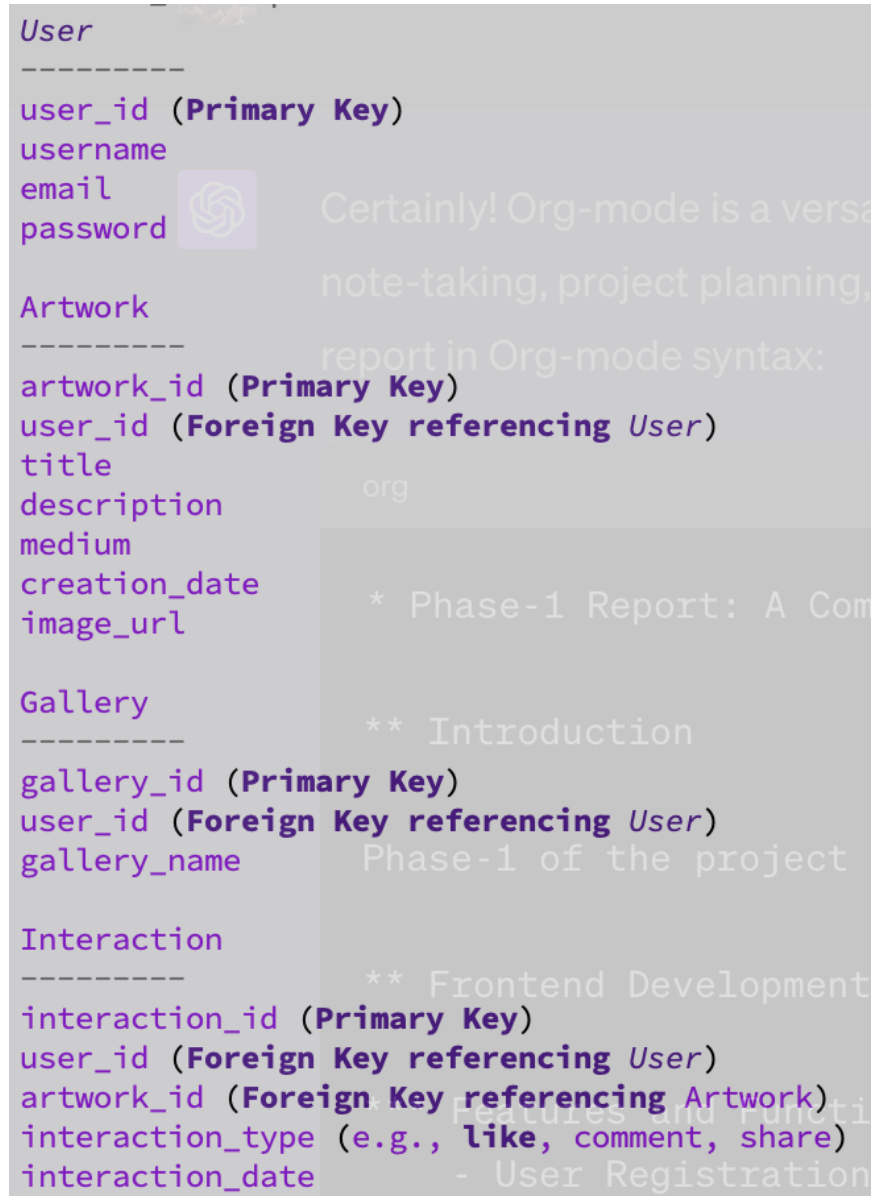 User
---------
user_id (Primary Key)
username
email
password
Artwork
---------
artwork_id (Primary Key)
user_id (Foreign Key referencing User)
title
description
medium
creation_date
image_url
Gallery
---------
gallery_id (Primary Key)
user_id (Foreign Key referencing User)
gallery_name
Interaction
---------
interaction_id (Primary Key)
user_id (Foreign Key referencing User)
artwork_id (Foreign Key referencing Artwork)
interaction_type (e.g., like, comment, share)
interaction_date
Certainly! Org-mode is a
note-taking, project planning,
report in Org-mode syntax:
org
* Phase-1 Report: A
** Introduction
Phase-1 of the project
** Frontend Development
Features and
- User Registration